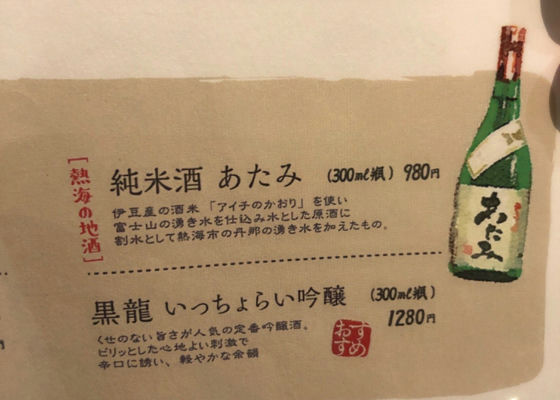 [熱海の地酒]
純米酒 あたみ (300ml瓶) 980円
伊豆産の酒米「アイチのかおり」を使い
富士山の湧き水を仕込み水とした原酒に
割水として熱海市の丹那の湧き水を加えたもの。
あたみ
黒龍 いっちょらい吟醸 (300ml瓶)
1280円
くせのない旨さが人気の定番吟醸酒。
ピリッとした心地よい刺激で
辛口に誘い、軽やかな余韻
おすすめ